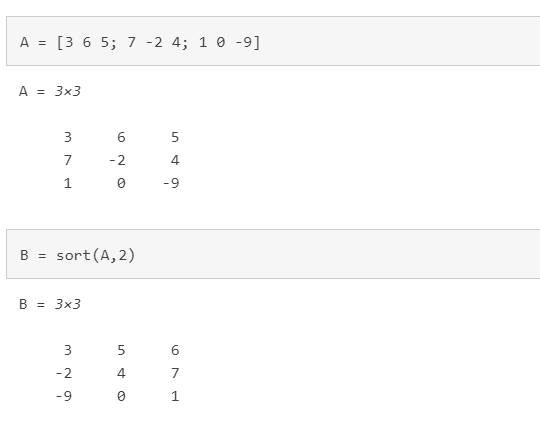 A = [3 6 5; 7 -2 4; 1 0 -9]
A = 3×3
3 6 5
7 -2 4
1 0 -9
B = sort(A,2)
B = 3×3
3 5 6
-2 4 7
-9 0 1